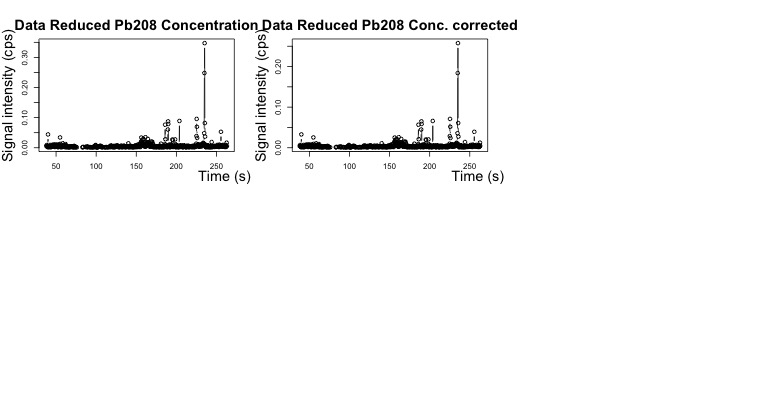 Data Reduced Pb208 Concentration
Signal intensity (cps)
0.00 0.10 0.20 0.30
50 100 150 200 250
Time (s)
Data Reduced Pb208 Conc. corrected
Signal intensity (cps)
0.00 0.10 0.20
50 100 150 200 250
Time (s)